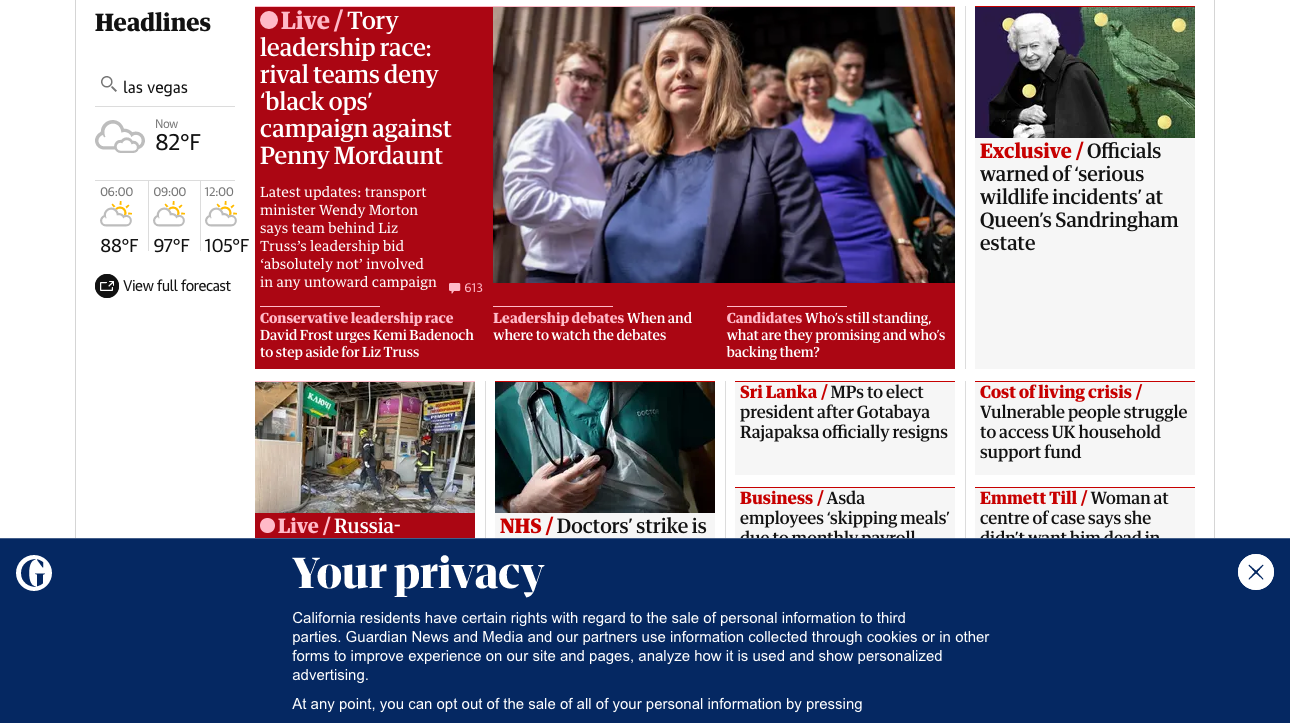 Headlines
las vegas
Now
82°F
06:00
09:00
12:00
88°F
97°F
105°F
View full forecast
Live / Tory
leadership race:
rival teams deny
‘black ops’
campaign against
Penny Mordaunt
Latest updates: transport
minister Wendy Morton
says team behind Liz
Truss’s leadership bid
‘absolutely not’ involved
in any untoward campaign
613
Conservative leadership race
David Frost urges Kemi Badenoch
to step aside for Liz Truss
Leadership debates When and
where to watch the debates
Candidates Who’s still standing,
what are they promising and who’s
backing them?
Exclusive / Officials
warned of ‘serious
wildlife incidents’ at
Queen’s Sandringham
estate
КЛЮЧИ
РЕМОНТ
Live / Russia-
DOCTOR
NHS / Doctors’ strike is
Sri Lanka / MPs to elect
president after Gotabaya
Rajapaksa officially resigns
Business / Asda
employees ‘skipping meals’
due to monthly payroll
Cost of living crisis /
Vulnerable people struggle
to access UK household
support fund
Emmett Till / Woman at
centre of case says she
didn’t want him dead in
Your privacy
California residents have certain rights with regard to the sale of personal information to third
parties. Guardian News and Media and our partners use information collected through cookies or in other
forms to improve experience on our site and pages, analyze how it is used and show personalized
advertising.
At any point, you can opt out of the sale of all of your personal information by pressing